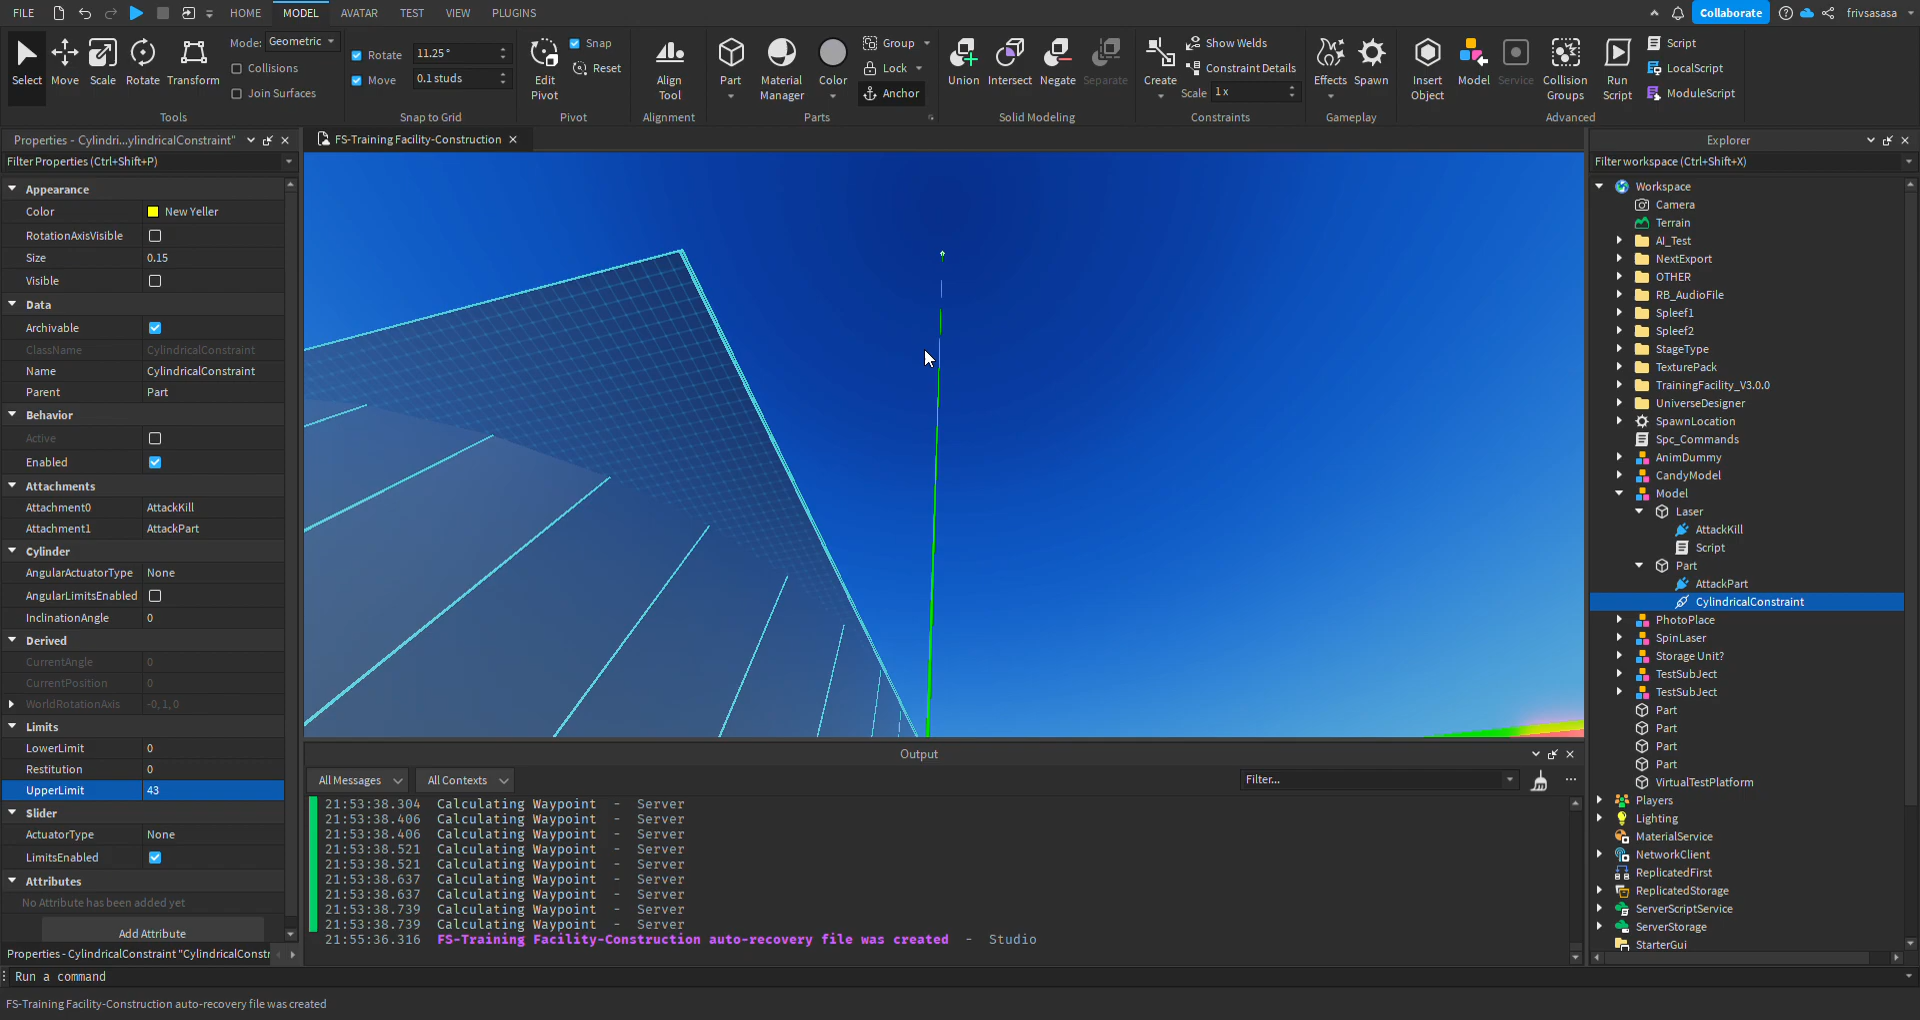 FILE
HOME
MODEL
AVATAR
TEST
VIEW
PLUGINS
Collaborate
frivsasasa
Select
Move
Scale
Rotate
Transform
Mode: Geometric
Collisions
Join Surfaces
Tools
Rotate 11.25 °
Move 0.1 studs
Snap to Grid
Edit Pivot
Snap
Reset
Pivot
Align Tool
Alignment
Part
Material Manager
Color
Group
Lock
Anchor
Parts
Union
Intersect
Negate
Separate
Solid Modeling
Create
Show Welds
Constraint Details
Scale 1 x
Constraints
Effects
Spawn
Gameplay
Insert Object
Model
Service
Collision Groups
Run Script
Script
LocalScript
ModuleScript
Advanced
Properties - Cylindri...ylindricalConstraint"
Filter Properties (Ctrl+Shift+P)
Appearance
Color New Yeller
RotationAxisVisible
Size 0.15
Visible
Data
Archivable
ClassName CylindricalConstraint
Name CylindricalConstraint
Parent Part
Behavior
Active
Enabled
Attachments
Attachment0 AttackKill
Attachment1 AttackPart
Cylinder
AngularActuatorType None
AngularLimitsEnabled
InclinationAngle 0
Derived
CurrentAngle 0
CurrentPosition 0
WorldRotationAxis -0, 1, 0
Limits
LowerLimit 0
Restitution 0
UpperLimit 43
Slider
ActuatorType None
LimitsEnabled
Attributes
No Attribute has been added yet
Add Attribute
Properties - CylindricalConstraint "CylindricalConstr
FS-Training Facility-Construction
Output
All Messages
All Contexts
Filter...
21:53:38.304 Calculating Waypoint - Server
21:53:38.406 Calculating Waypoint - Server
21:53:38.406 Calculating Waypoint - Server
21:53:38.521 Calculating Waypoint - Server
21:53:38.521 Calculating Waypoint - Server
21:53:38.637 Calculating Waypoint - Server
21:53:38.637 Calculating Waypoint - Server
21:53:38.739 Calculating Waypoint - Server
21:53:38.739 Calculating Waypoint - Server
21:55:36.316 FS-Training Facility-Construction auto-recovery file was created - Studio
Explorer
Filter workspace (Ctrl+Shift+X)
Workspace
Camera
Terrain
AI_Test
NextExport
OTHER
RB_AudioFile
Spleef1
Spleef2
StageType
TexturePack
TrainingFacility_V3.0.0
UniverseDesigner
SpawnLocation
Spc_Commands
AnimDummy
CandyModel
Model
Laser
AttackKill
Script
Part
AttackPart
CylindricalConstraint
PhotoPlace
SpinLaser
Storage Unit?
TestSubJect
TestSubJect
Part
Part
Part
Part
VirtualTestPlatform
Players
Lighting
MaterialService
NetworkClient
ReplicatedFirst
ReplicatedStorage
ServerScriptService
ServerStorage
StarterGui
Run a command
FS-Training Facility-Construction auto-recovery file was created